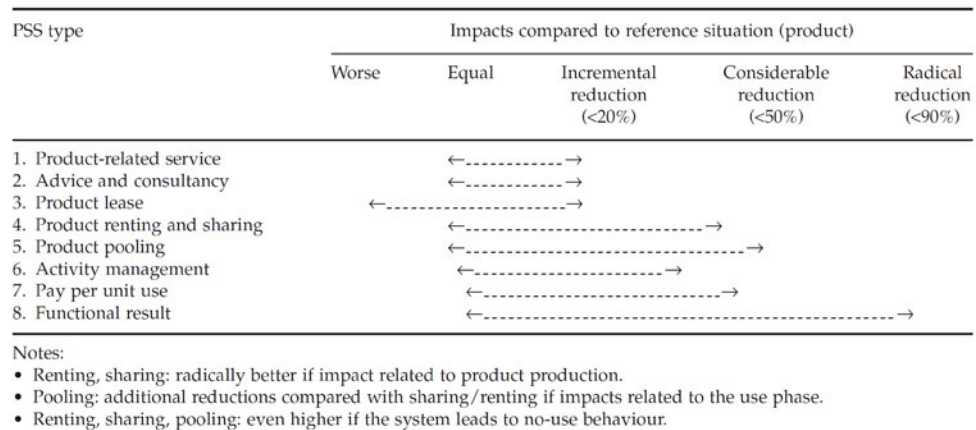 PSS type Impacts compared to reference situation (product)
Worse Equal Incremental Considerable Radical
reduction reduction reduction
(<20%) (<50%) (<90%)
1. Product-related service
2. Advice and consultancy
3. Product lease
4. Product renting and sharing
5. Product pooling
6. Activity management
7. Pay per unit use
8. Functional result
Notes:
• Renting, sharing: radically better if impact related to product production.
• Pooling: additional reductions compared with sharing/renting if impacts related to the use phase.
• Renting, sharing, pooling: even higher if the system leads to no-use behaviour.